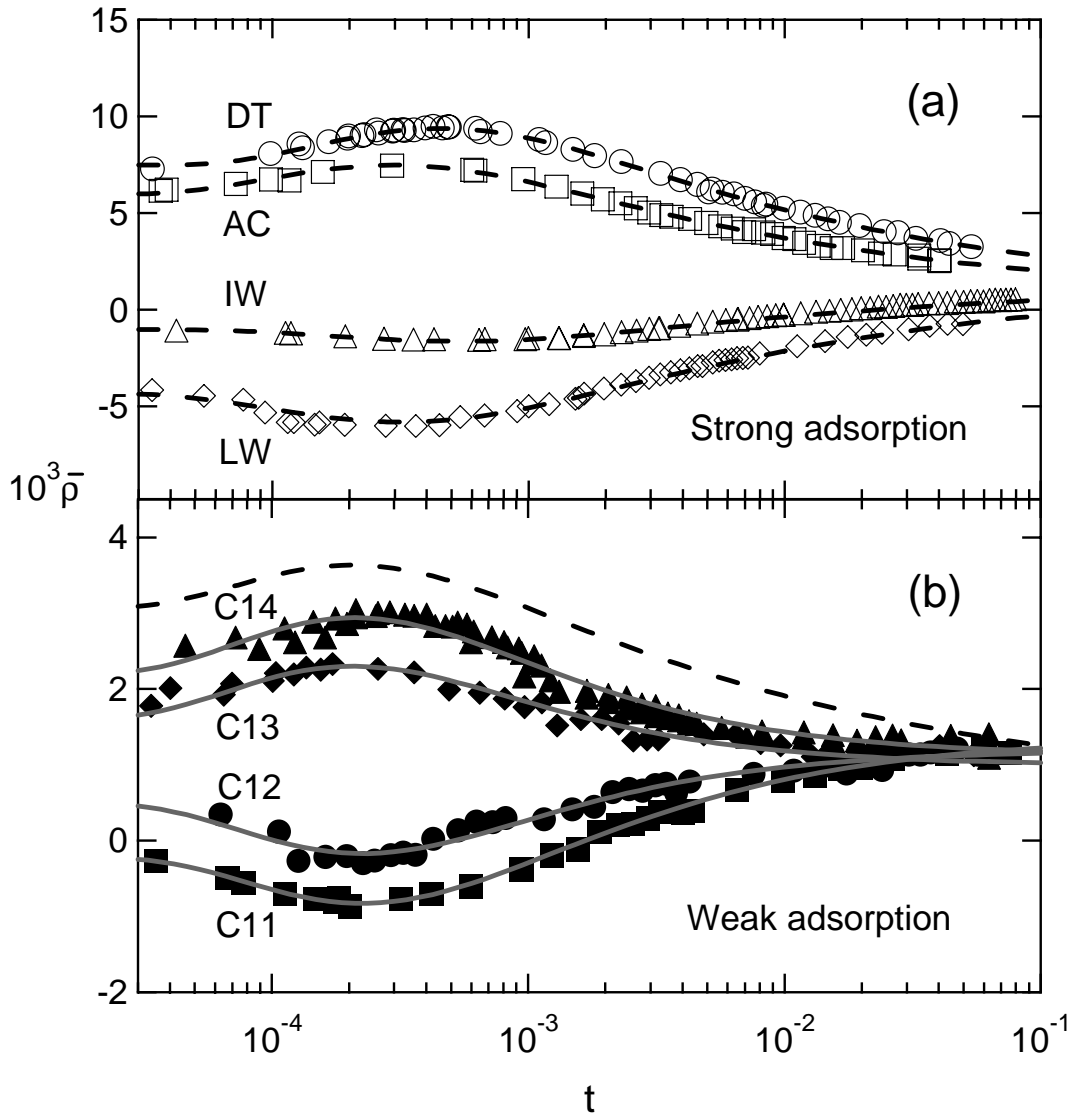 15
10
5
0
-5
(a)
DT
AC
IW
LW
Strong adsorption
10³ρ̄
4
2
0
-2
(b)
C14
C13
C12
C11
Weak adsorption
10⁻⁴ 10⁻³ 10⁻² 10⁻¹
t